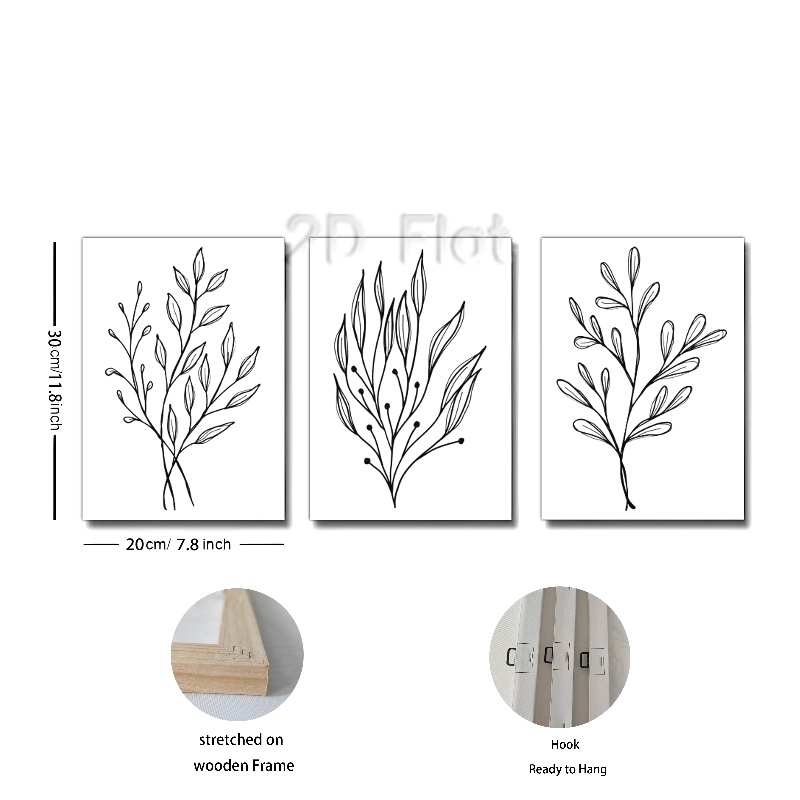 2D Flat
30cm/11.8inch
20cm/ 7.8 inch
stretched on
wooden Frame
Hook
Ready to Hang